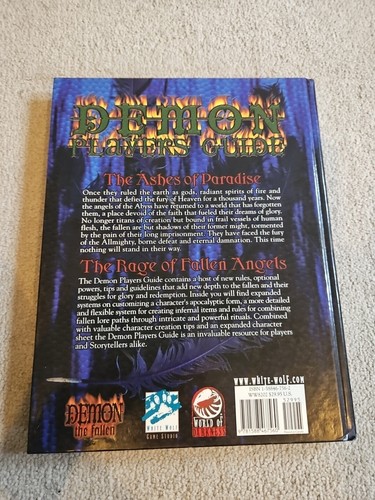 DEMON
PLAYERS GUIDE
The Ashes of Paradise
Once they ruled the earth as gods, radiant spirits of fire and
thunder that defied the fury of Heaven for a thousand years. Now
the angels of the Abyss have returned to a world that has forgotten
them, a place devoid of the faith that fueled their dreams of glory.
No longer titans of creation but bound in frail vessels of human
flesh, the fallen are but shadows of their former might, tormented
by the pain of their long imprisonment. They have faced the fury of
the Allmighty, borne defeat and eternal damnation. This time
nothing will stand in their way.
The Rage of Fallen Angels
The Demon Players Guide contains a host of new rules, optional
powers, tips and guidelines that add new depth to the fallen and their
struggles for glory and redemption. Inside you will find expanded
systems on customizing a character's apocalyptic form, a more detailed
and flexible system for creating infernal items and rules for combining
fallen lore paths through intricate and powerful rituals. Combined
with valuable character creation tips and an expanded character
sheet the Demon Players Guide is an invaluable resource for players
and Storytellers alike.
www.white-wolf.com
52995
DEMON
the fallen
WHITE WOLF
GAME STUDIO
WORLD OF
DARKNESS